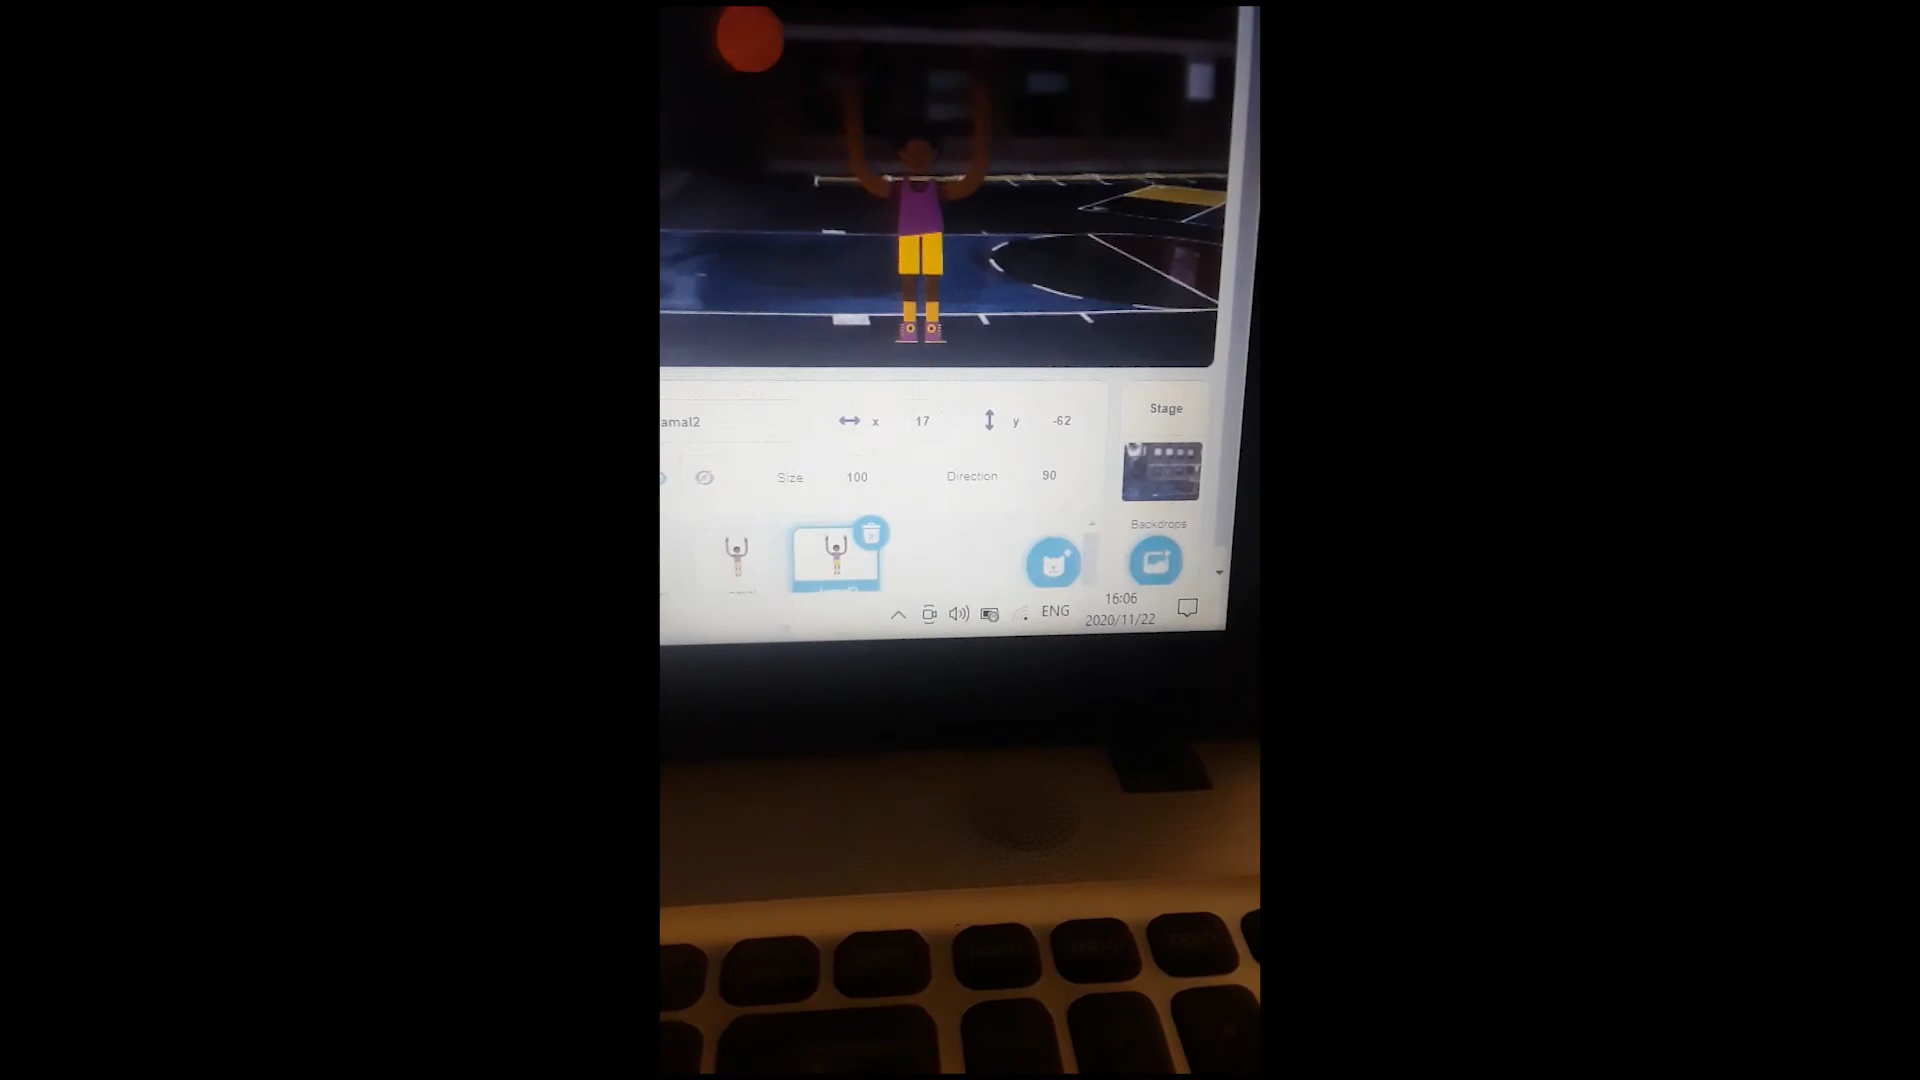 amal2 x 17 y -62
Stage
Size 100 Direction 90
Backdrops
ENG
16:06
2020/11/22